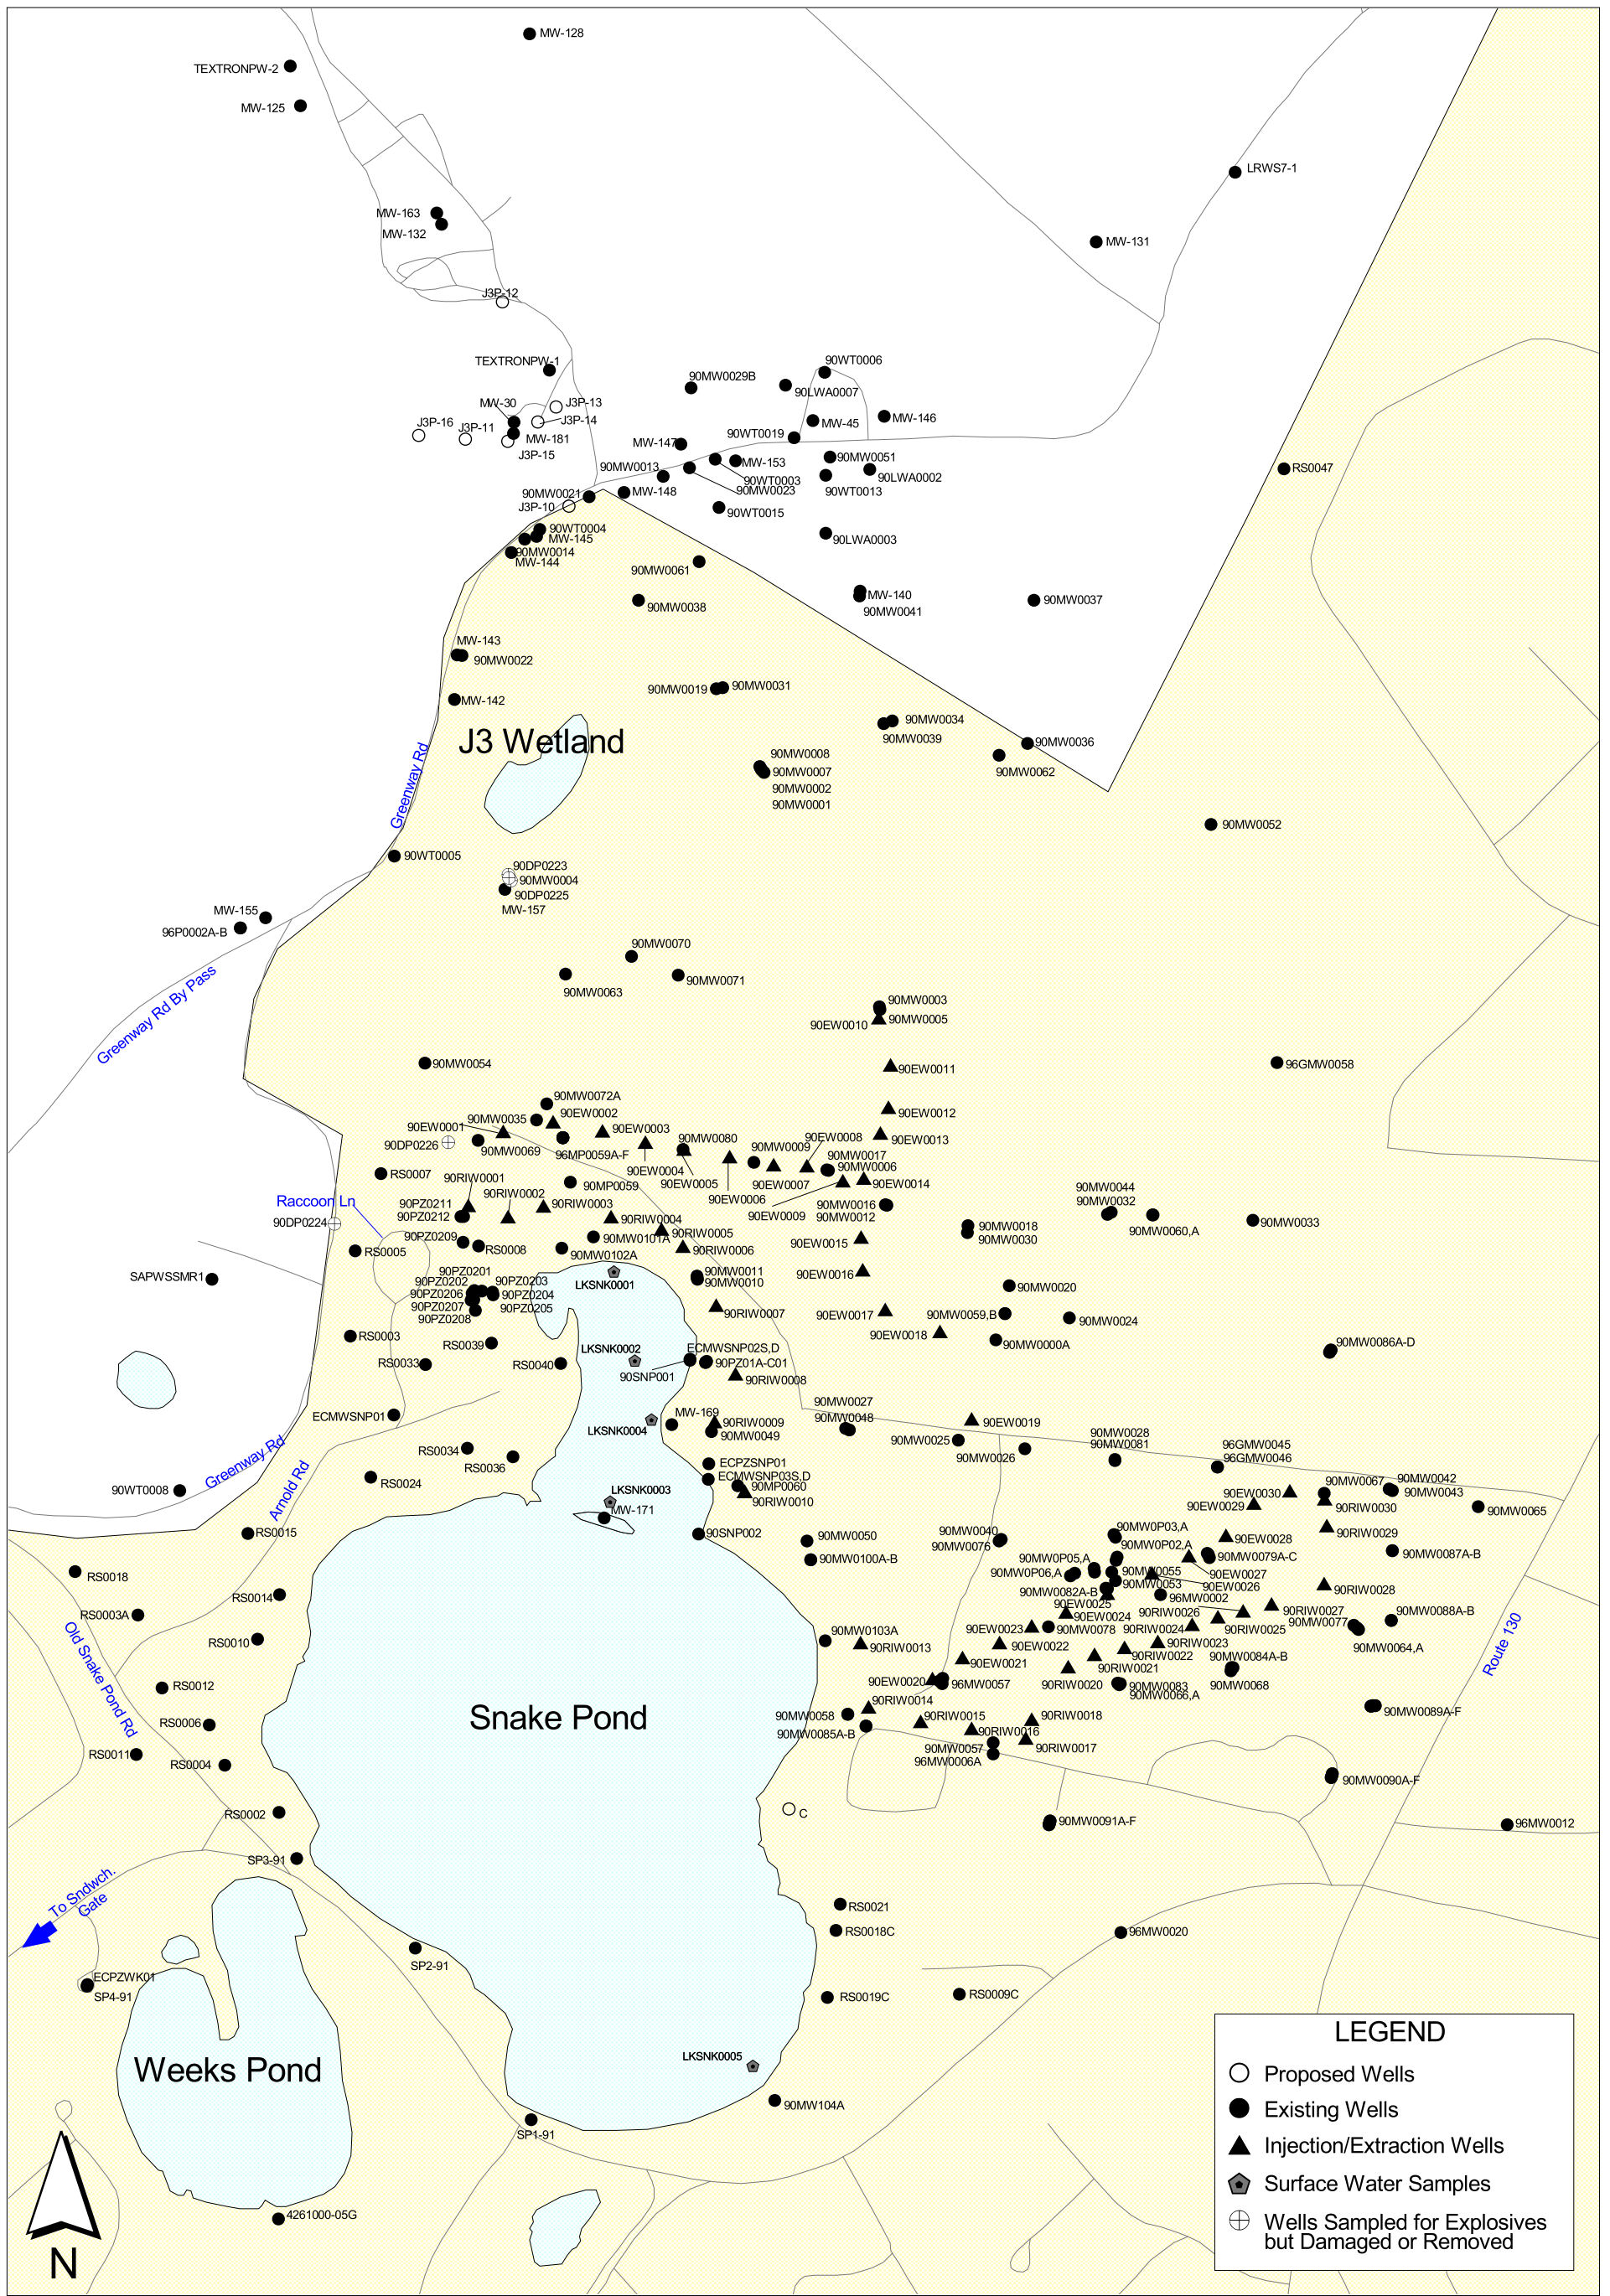 MW-128
TEXTRONPW-2
MW-125
LRWS7-1
MW-163
MW-132
MW-131
J3P-12
TEXTRONPW-1
90WT0006
90MW0029B
90LWA0007
MW-30
J3P-13
J3P-14
MW-146
J3P-16
J3P-11
MW-45
MW-181
90WT0019
J3P-15
MW-147
90MW0051
MW-153
90MW0013
90WT0003
90LWA0002
RS0047
90MW0023
90WT0013
90MW0021
MW-148
J3P-10
90WT0015
90WT0004
MW-145
90LWA0003
90MW0014
MW-144
90MW0061
MW-140
90MW0041
90MW0037
90MW0038
MW-143
90MW0022
90MW0019
90MW0031
MW-142
90MW0034
90MW0039
J3 Wetland
90MW0036
90MW0062
90MW0008
90MW0007
90MW0002
90MW0001
Greenway Rd
90MW0052
90WT0005
90DP0223
90MW0004
90DP0225
MW-157
MW-155
96P0002A-B
90MW0070
90MW0063
90MW0071
Greenway Rd By Pass
90MW0003
90MW0005
90EW0010
90MW0054
90EW0011
96GMW0058
90MW0072A
90EW0012
90MW0035
90EW0002
90EW0001
90EW0003
90EW0013
90DP0226
90MW0069
96MP0059A-F
90MW0080
90MW0009
90EW0008
90MW0017
90EW0004
90EW0005
90MW0006
RS0007
90RIW0001
90MP0059
90EW0006
90EW0007
90EW0014
90RIW0002
90MW0044
90MW0032
Raccoon Ln
90PZ0211
90PZ0212
90RIW0003
90EW0009
90MW0016
90MW0012
90DP0224
90RIW0004
90RIW0005
90MW0018
90MW0030
90MW0060,A
90MW0033
90PZ0209
RS0008
90MW0101A
90MW0102A
90RIW0006
90EW0015
RS0005
90PZ0201
90PZ0202
90PZ0203
90PZ0206
90PZ0204
90PZ0207
90PZ0205
90PZ0208
SAPWSSMR1
LKSNK0001
90MW0011
90MW0010
90EW0016
90MW0020
90RIW0007
90EW0017
90MW0059,B
90MW0024
90EW0018
90MW0000A
RS0003
RS0039
RS0033
RS0040
LKSNK0002
ECMWSNP02S,D
90PZ01A-C01
90SNP001
90RIW0008
90MW0086A-D
ECMWSNP01
MW-169
LKSNK0004
90RIW0009
90MW0049
90MW0027
90MW0048
90EW0019
90MW0025
90MW0026
90MW0028
90MW0081
96GMW0045
96GMW0046
RS0034
RS0036
Greenway Rd
Arnold Rd
RS0024
ECPZSNP01
ECMWSNP03S,D
90MP0060
90RIW0010
90WT0008
LKSNK0003
MW-171
90EW0030
90EW0029
90MW0067
90MW0042
90MW0043
90RIW0030
90MW0065
RS0015
90SNP002
90MW0050
90MW0040
90MW0076
90MW0P03,A
90EW0028
90RIW0029
90MW0100A-B
90MW0P05,A
90MW0P02,A
90MW0079A-C
90MW0087A-B
90MW0P06,A
90MW0055
90MW0053
90EW0027
90EW0026
RS0018
90MW0082A-B
90EW0025
96MW0002
90RIW0028
RS0014
RS0003A
90EW0024
90RIW0026
90RIW0027
90MW0088A-B
Old Snake Pond Rd
90EW0023
90MW0078
90RIW0024
90RIW0025
90MW0077
90MW0064,A
RS0010
90MW0103A
90RIW0013
90EW0022
90RIW0023
90RIW0022
90MW0084A-B
90EW0021
90RIW0021
90MW0068
Route 130
90EW0020
96MW0057
90RIW0020
90MW0083
90MW0066,A
RS0012
90RIW0014
90MW0089A-F
Snake Pond
90MW0058
90RIW0015
90RIW0018
RS0006
90MW0085A-B
90RIW0016
90MW0057
90RIW0017
96MW0006A
RS0011
RS0004
90MW0090A-F
RS0002
C
90MW0091A-F
96MW0012
SP3-91
To Sndwch.
Gate
RS0021
RS0018C
96MW0020
SP2-91
ECPZWK01
SP4-91
RS0019C
RS0009C
LKSNK0005
Weeks Pond
90MW104A
SP1-91
4261000-05G
N
LEGEND
Proposed Wells
Existing Wells
Injection/Extraction Wells
Surface Water Samples
Wells Sampled for Explosives
but Damaged or Removed